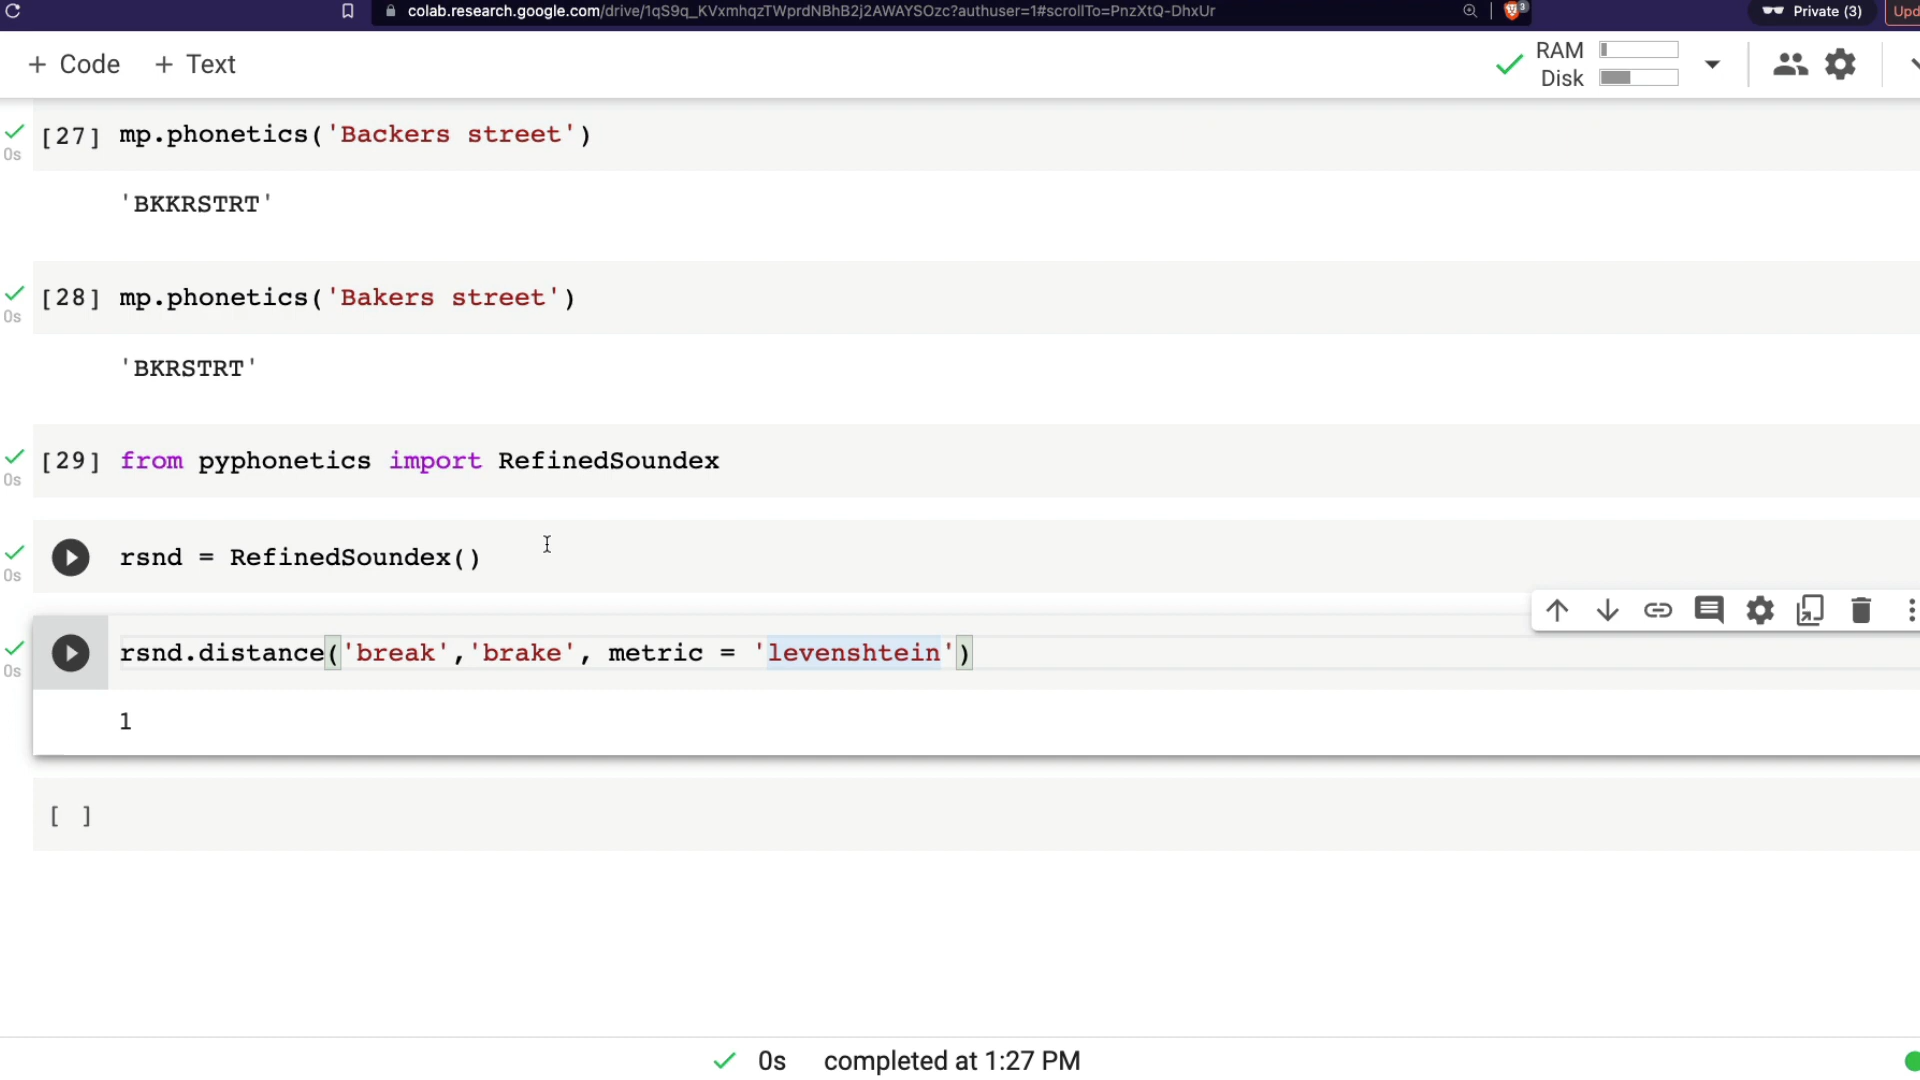 colab.research.google.com/drive/1qS9q_KVxmhqzTWprdNBhB2j2AWAYSOzc?authuser=1#scrollTo=PnzXtQ-DhxUr
3
Private (3)
Upd
+ Code + Text
RAM
Disk
[27] mp.phonetics('Backers street')
0s
'BKKRSTRT'
[28] mp.phonetics('Bakers street')
0s
'BKRSTRT'
[29] from pyphonetics import RefinedSoundex
0s
rsnd = RefinedSoundex()
0s
rsnd.distance('break','brake', metric = 'levenshtein')
0s
1
[ ]
0s completed at 1:27 PM